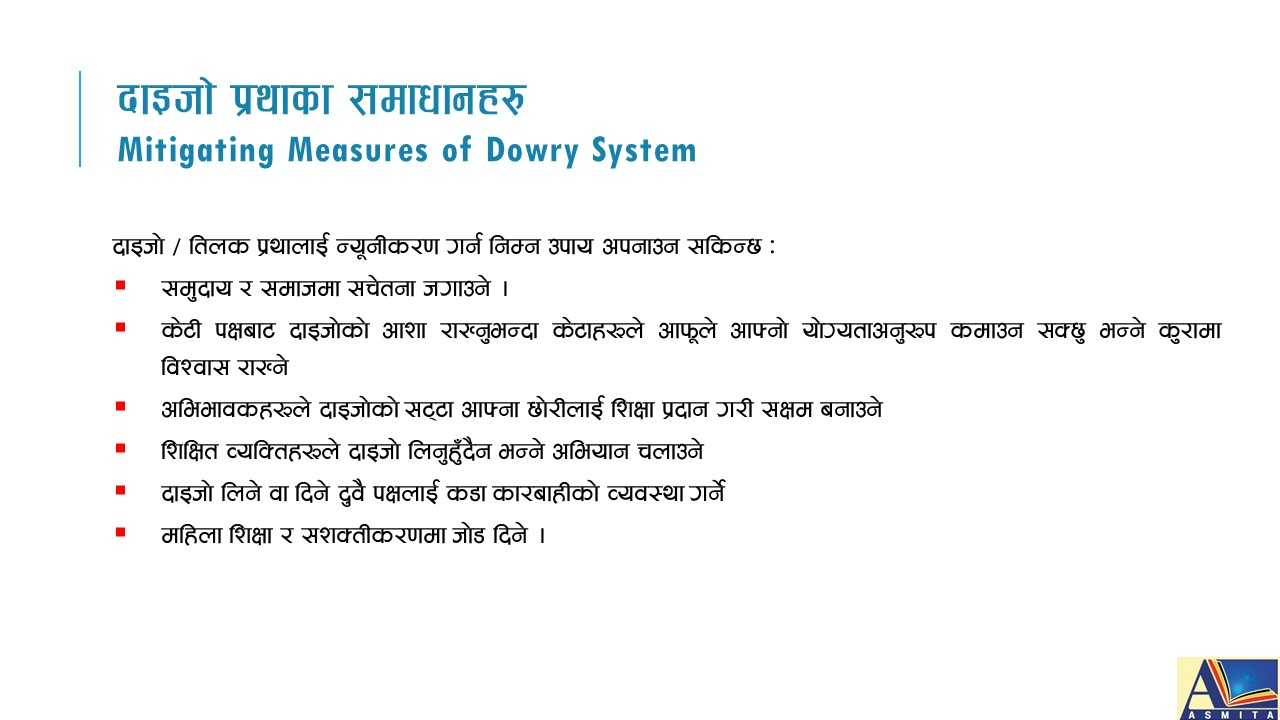 दाइजो प्रथाका समाधानहरु
Mitigating Measures of Dowry System
दाइजो / तिलक प्रथालाई न्यूनीकरण गर्न निम्न उपाय अपनाउन सकिन्छ :
▪ समुदाय र समाजमा सचेतना जगाउने ।
▪ केटी पक्षबाट दाइजोको आशा राख्नुभन्दा केटाहरुले आफूले आफ्नो योग्यताअनुरुप कमाउन सक्छु भन्ने कुरामा
विश्वास राख्ने
▪ अभिभावकहरुले दाइजोको सट्टा आफ्ना छोरीलाई शिक्षा प्रदान गरी सक्षम बनाउने
▪ शिक्षित व्यक्तिहरुले दाइजो लिनुहुँदैन भन्ने अभियान चलाउने
▪ दाइजो लिने वा दिने दुवै पक्षलाई कडा कारबाहीको व्यवस्था गर्ने
▪ महिला शिक्षा र सशक्तीकरणमा जोड दिने ।
ASMITA